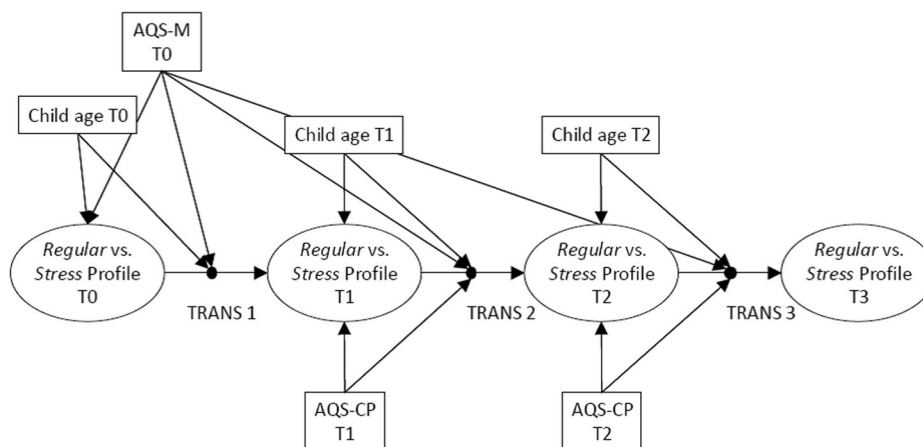 AQS-M
T0
Child age T0
Child age T1
Child age T2
Regular vs.
Stress Profile
T0
Regular vs.
Stress Profile
T1
Regular vs.
Stress Profile
T2
Regular vs.
Stress Profile
T3
TRANS 1
TRANS 2
TRANS 3
AQS-CP
T1
AQS-CP
T2